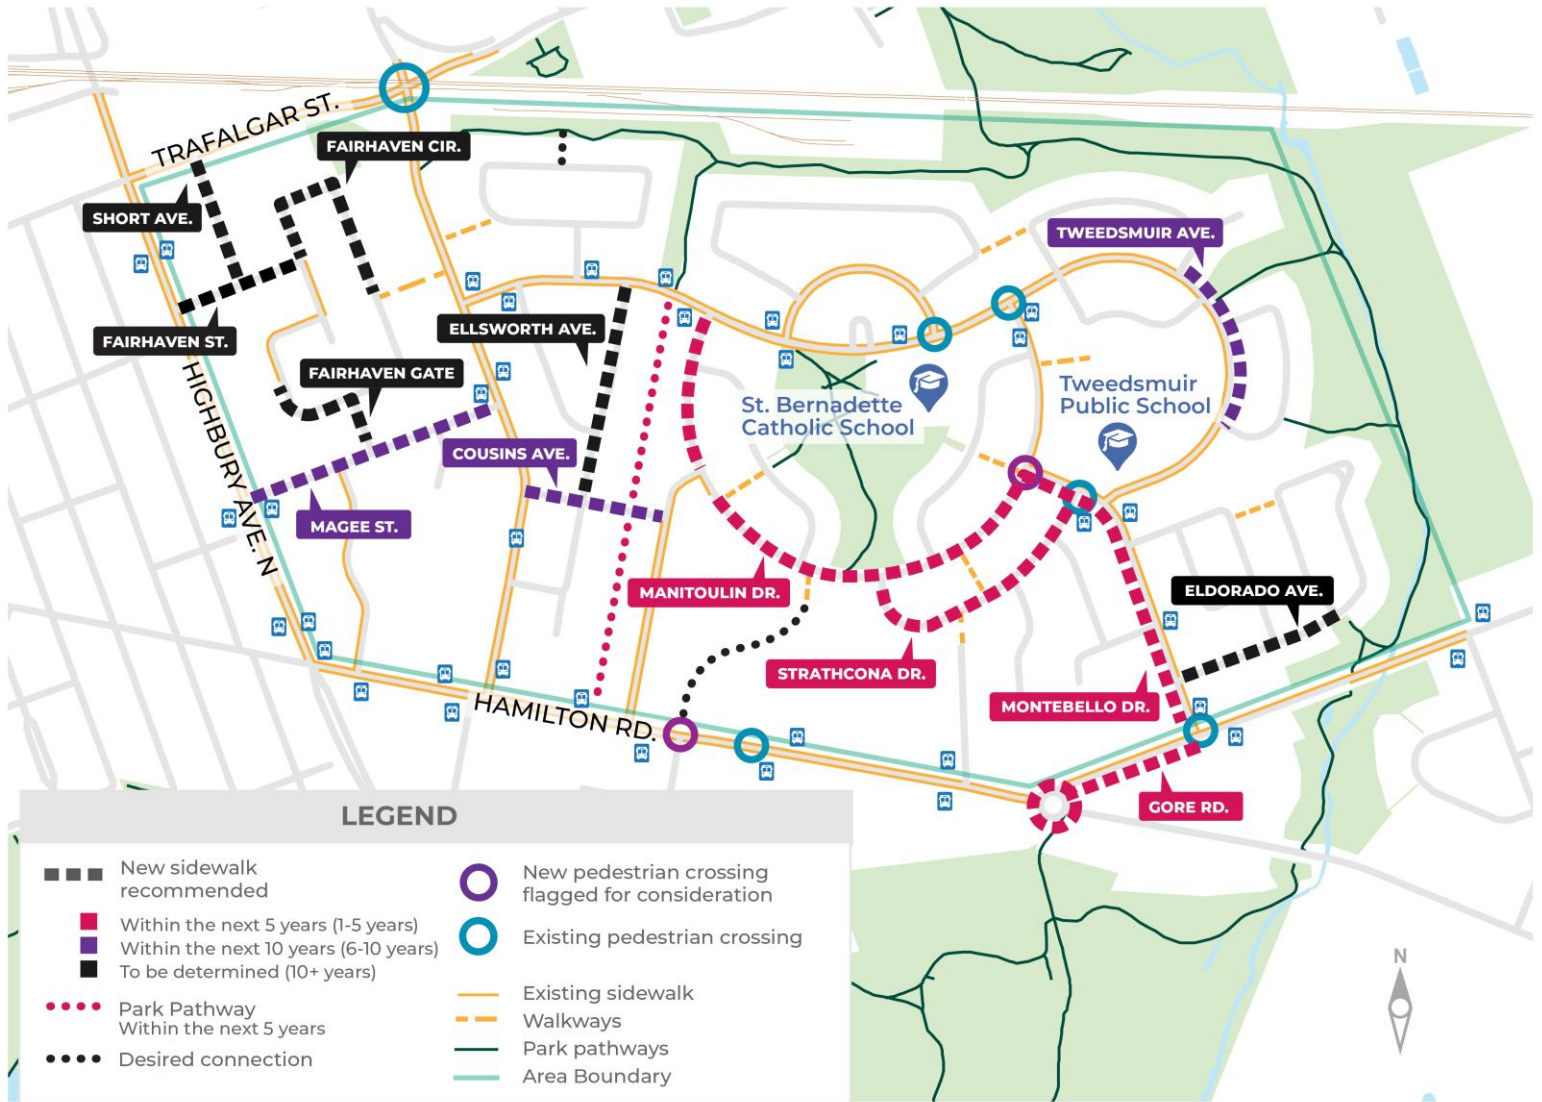 TRAFALGAR ST.
FAIRHAVEN CIR.
SHORT AVE.
TWEEDSMUIR AVE.
ELLSWORTH AVE.
FAIRHAVEN ST.
FAIRHAVEN GATE
HIGHBURY AVE. N
Tweedsmuir
Public School
St. Bernadette
Catholic School
COUSINS AVE.
MAGEE ST.
MANITOULIN DR.
ELDORADO AVE.
STRATHCONA DR.
MONTEBELLO DR.
HAMILTON RD.
GORE RD.
LEGEND
New sidewalk
recommended
Within the next 5 years (1-5 years)
Within the next 10 years (6-10 years)
To be determined (10+ years)
Park Pathway
Within the next 5 years
Desired connection
New pedestrian crossing
flagged for consideration
Existing pedestrian crossing
Existing sidewalk
Walkways
Park pathways
Area Boundary
N